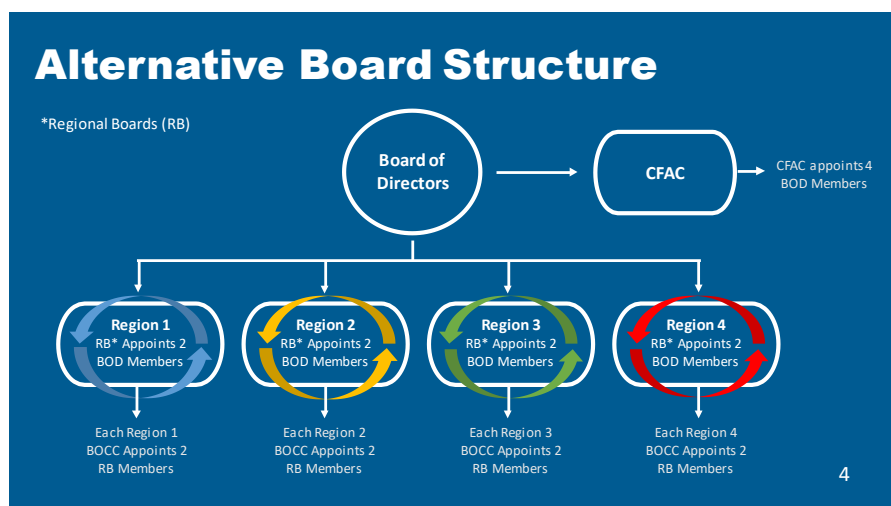 Alternative Board Structure
*Regional Boards (RB)
Board of
Directors
CFAC
CFAC appoints 4
BOD Members
Region 1
RB* Appoints 2
BOD Members
Region 2
RB* Appoints 2
BOD Members
Region 3
RB* Appoints 2
BOD Members
Region 4
RB* Appoints 2
BOD Members
Each Region 1
BOCC Appoints 2
RB Members
Each Region 2
BOCC Appoints 2
RB Members
Each Region 3
BOCC Appoints 2
RB Members
Each Region 4
BOCC Appoints 2
RB Members
4